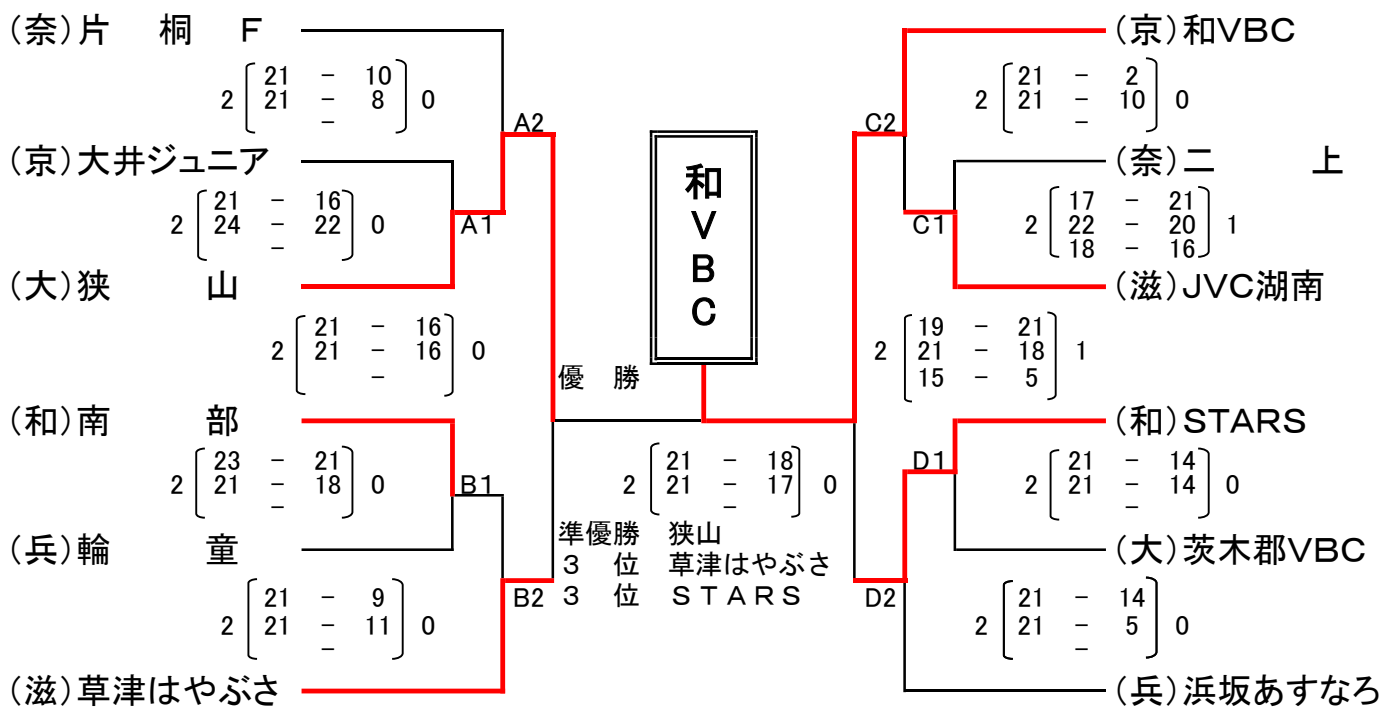 (奈)片 桐 F
2 21 - 10 0
21 - 8
-
A2
(京)大井ジュニア
2 21 - 16 0
24 - 22
-
A1
(大)狭 山
2 21 - 16 0
21 - 16
-
(和)南 部
2 23 - 21 0
21 - 18
-
B1
(兵)輪 童
2 21 - 9 0
21 - 11
-
B2
(滋)草津はやぶさ
和VBC
優 勝
2 21 - 18 0
21 - 17
-
準優勝 狭山
3 位 草津はやぶさ
3 位 STARS
(京)和VBC
2 21 - 2 0
21 - 10
-
C2
(奈)二 上
2 17 - 21 1
22 - 20
18 - 16
C1
(滋)JVC湖南
2 19 - 21 1
21 - 18
15 - 5
(和)STARS
D1
2 21 - 14 0
21 - 14
-
(大)茨木郡VBC
D2
2 21 - 14 0
21 - 5
-
(兵)浜坂あすなろ